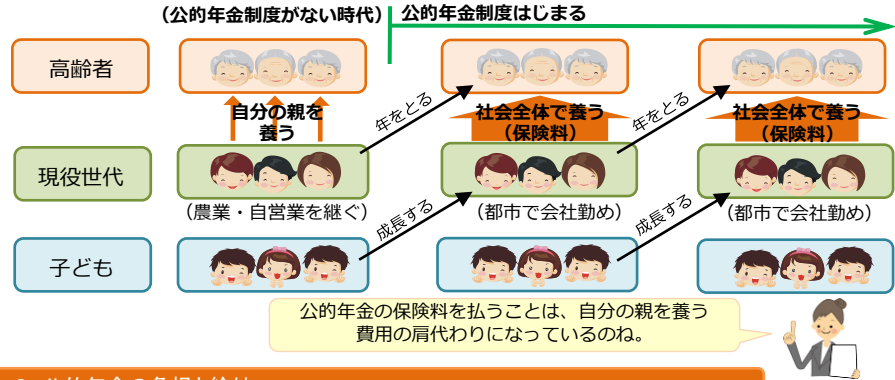 (公的年金制度がない時代)
公的年金制度はじまる
高齢者
自分の親を
養う
年をとる
社会全体で養う
(保険料)
年をとる
社会全体で養う
(保険料)
現役世代
(農業・自営業を継ぐ)
成長する
(都市で会社勤め)
成長する
(都市で会社勤め)
子ども
公的年金の保険料を払うことは、自分の親を養う
費用の肩代わりになっているのね。